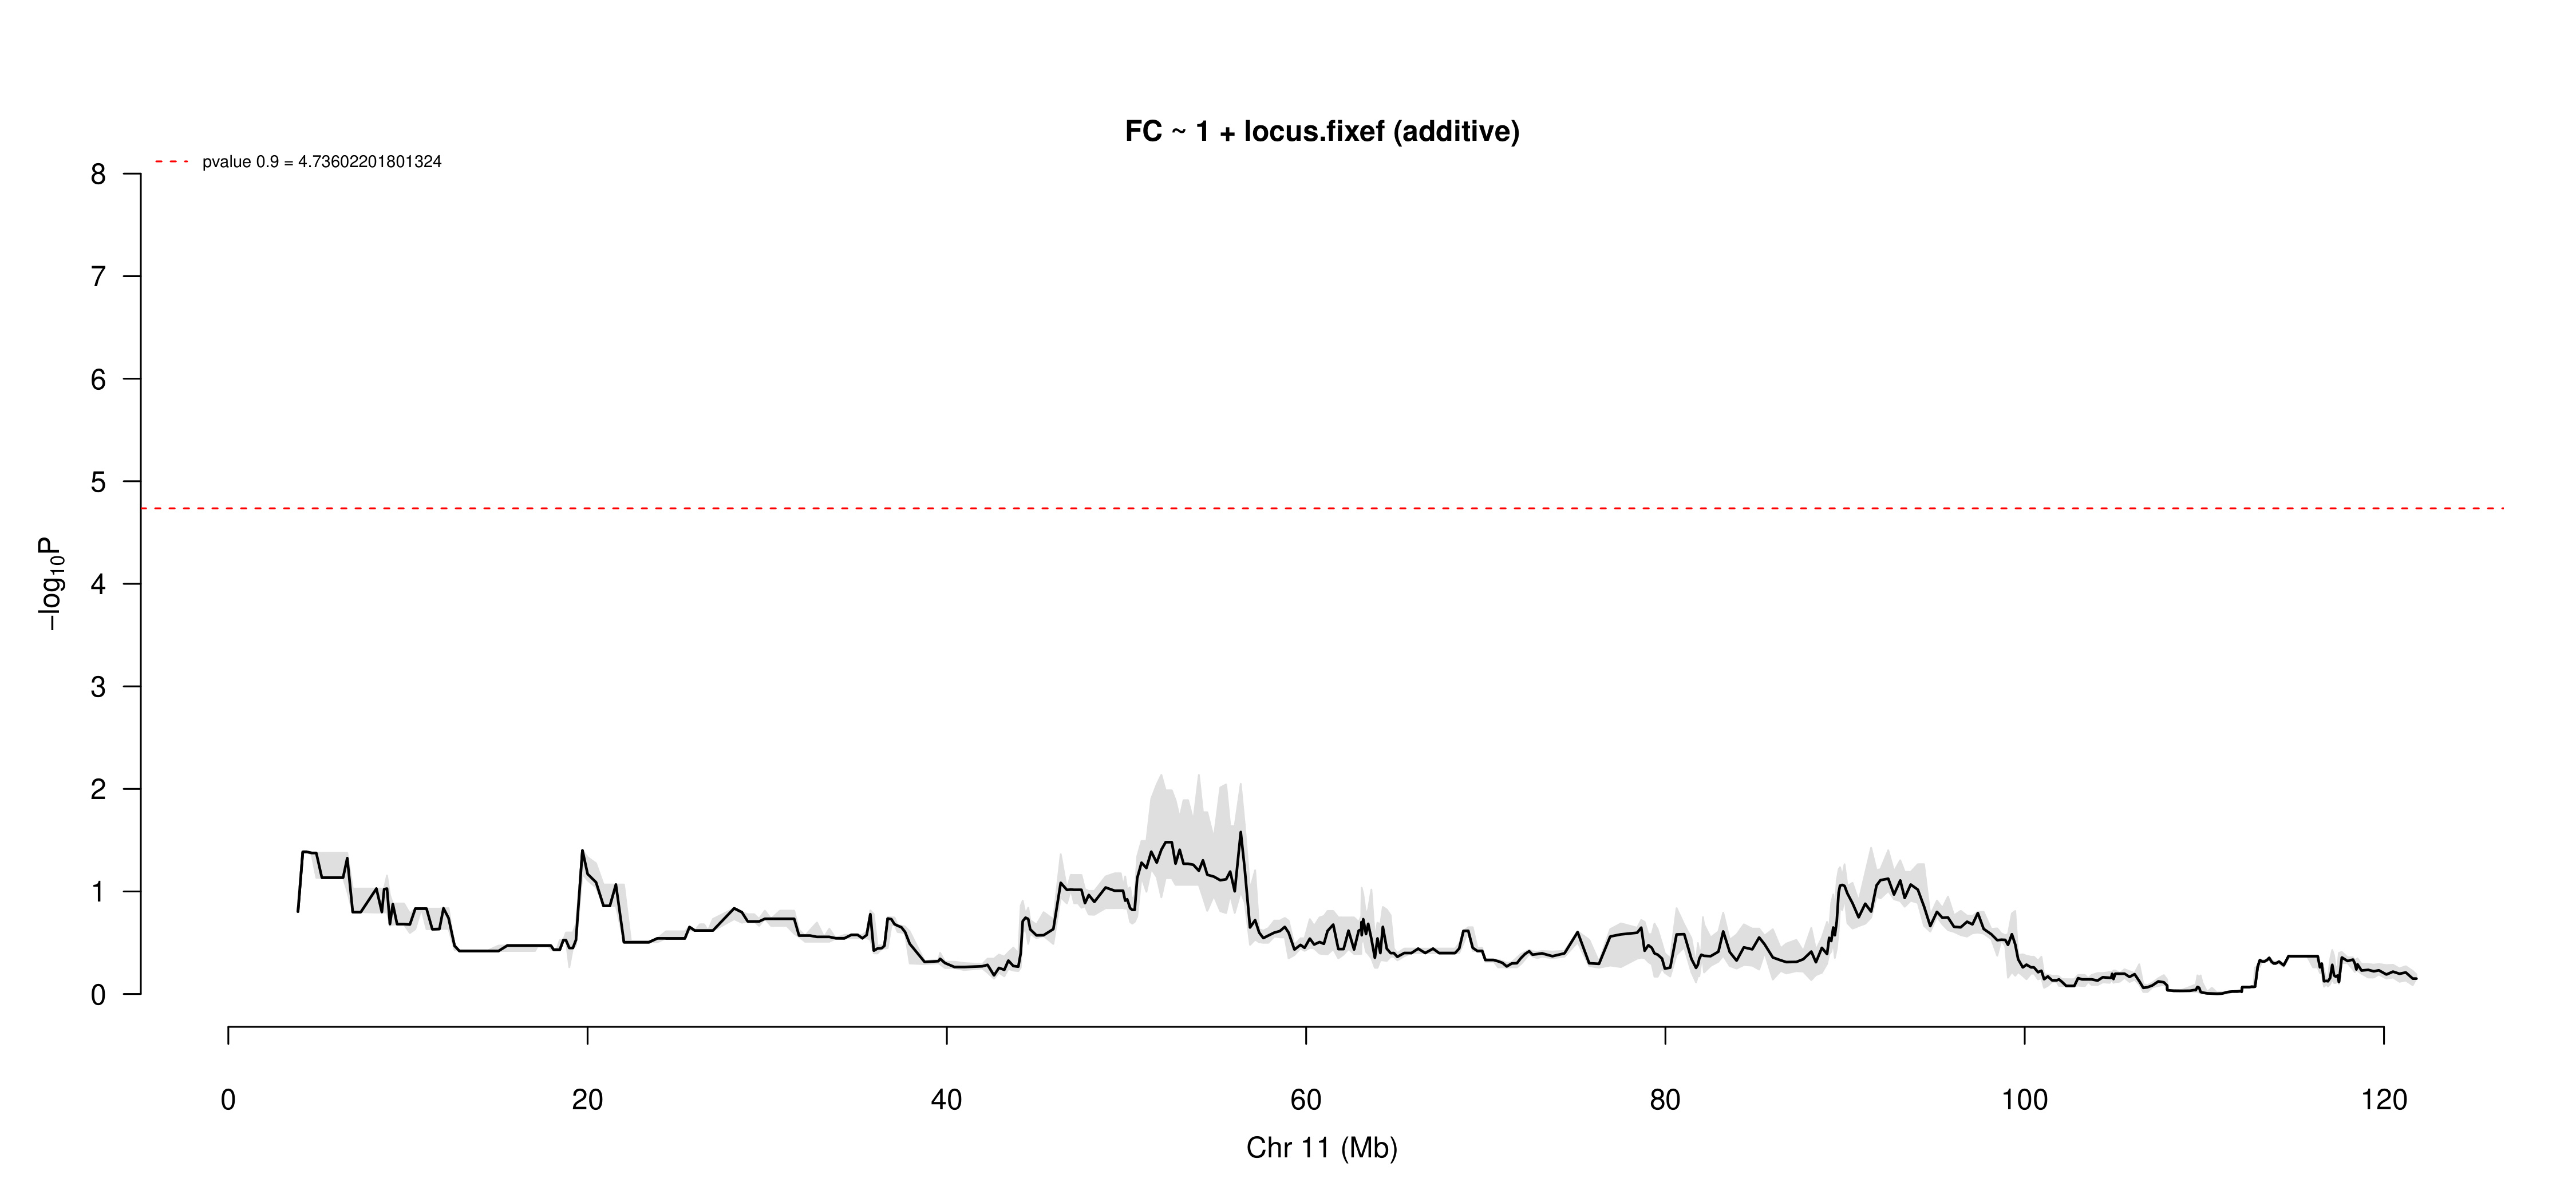 FC ~ 1 + locus.fixef (additive)
pvalue 0.9 = 4.73602201801324
8
7
6
5
4
3
2
1
0
−log10P
0 20 40 60 80 100 120
Chr 11 (Mb)